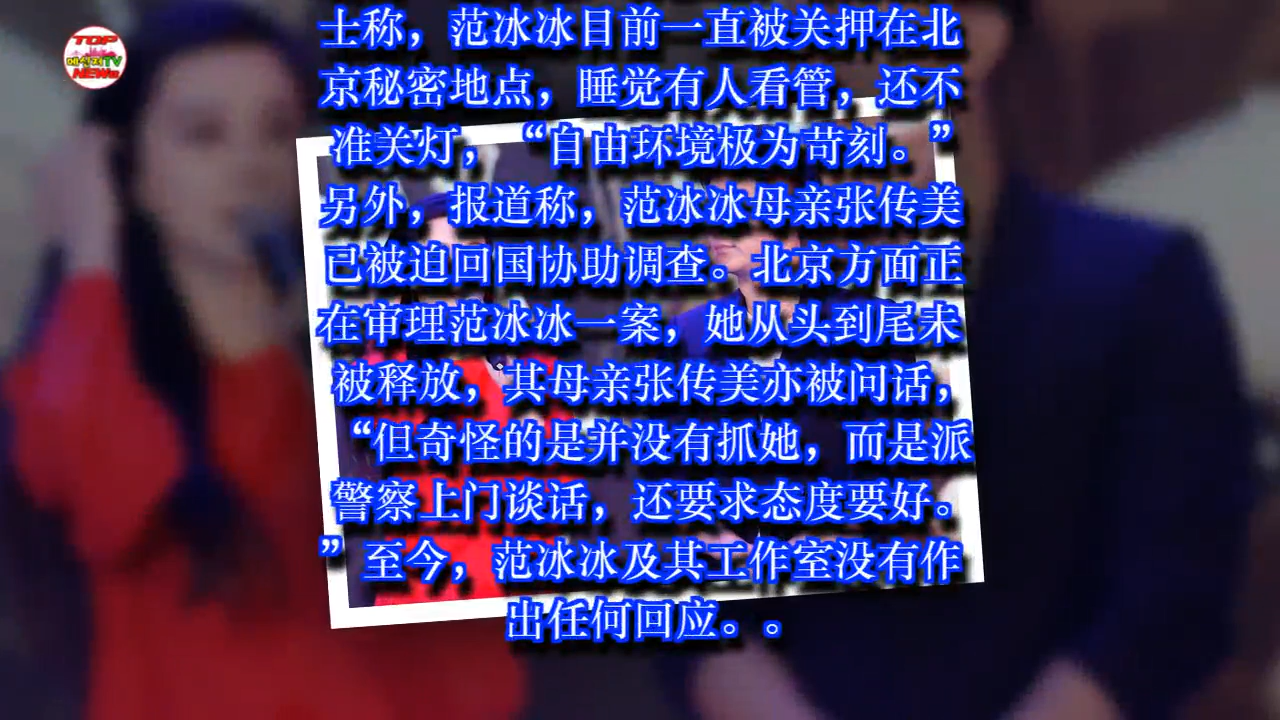 TOP
메인지TV
NEWs
士称，范冰冰目前一直被关押在北
京秘密地点，睡觉有人看管，还不
准关灯，“自由环境极为苛刻。”
另外，报道称，范冰冰母亲张传美
已被迫回国协助调查。北京方面正
在审理范冰冰一案，她从头到尾未
被释放，其母亲张传美亦被问话，
“但奇怪的是并没有抓她，而是派
警察上门谈话，还要求态度要好。
”至今，范冰冰及其工作室没有作
出任何回应。。